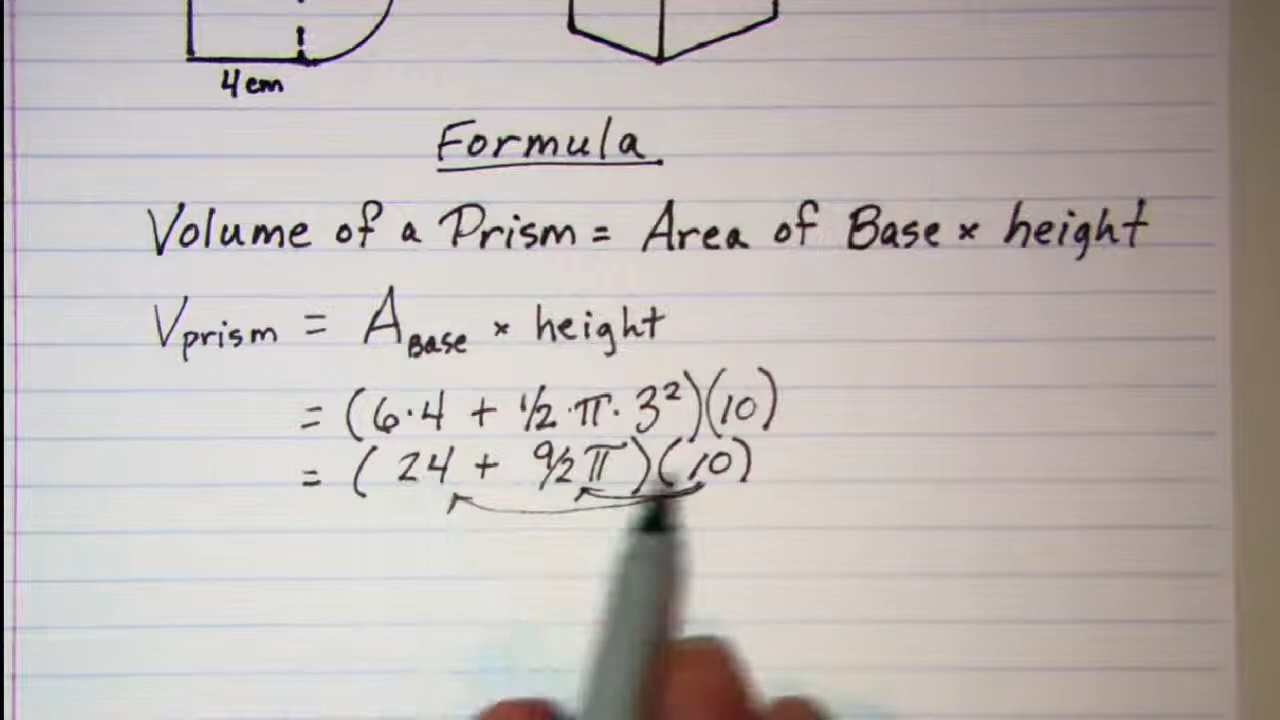 4cm
Formula
Volume of a Prism = Area of Base × height
Vprism = ABase × height
= (6·4 + 1/2·π·3²)(10)
= (24 + 9/2π)(10)